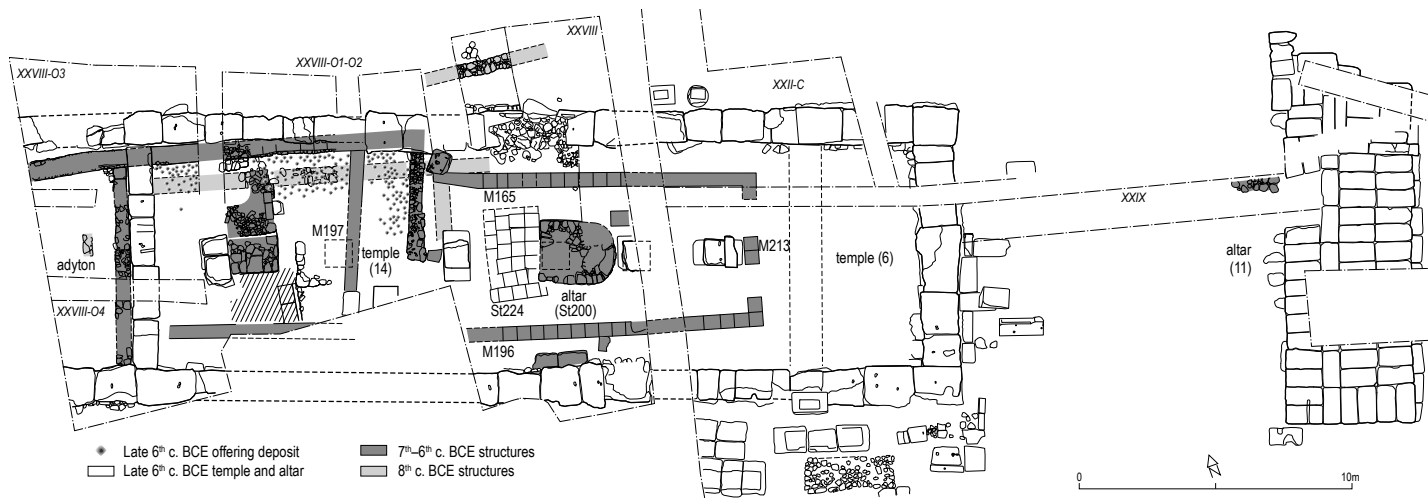 XXVIII
XXVIII-O3
XXVIII-O1-O2
XXII-C
M165
M197
XXIX
temple
(14)
M213
adyton
temple (6)
altar
(11)
altar
(St200)
XXVIII-O4
St224
M196
Late 6th c. BCE offering deposit
7th–6th c. BCE structures
Late 6th c. BCE temple and altar
8th c. BCE structures
0
10m